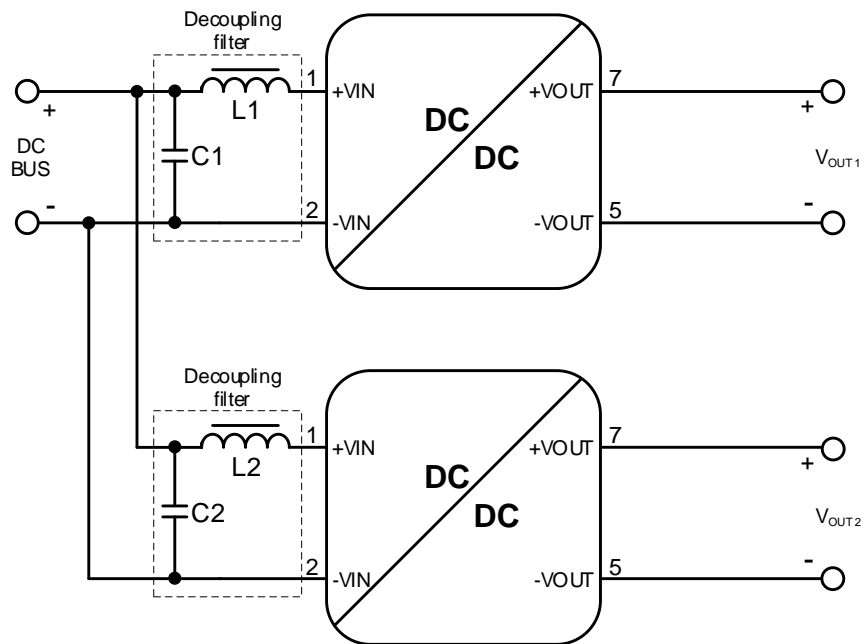 Decoupling
filter
1
+VIN
L1
+
DC
BUS
C1
-
2
-VIN
DC
DC
7
+VOUT
+
VOUT1
5
-VOUT
-
Decoupling
filter
1
+VIN
L2
C2
2
-VIN
DC
DC
7
+VOUT
+
VOUT2
5
-VOUT
-